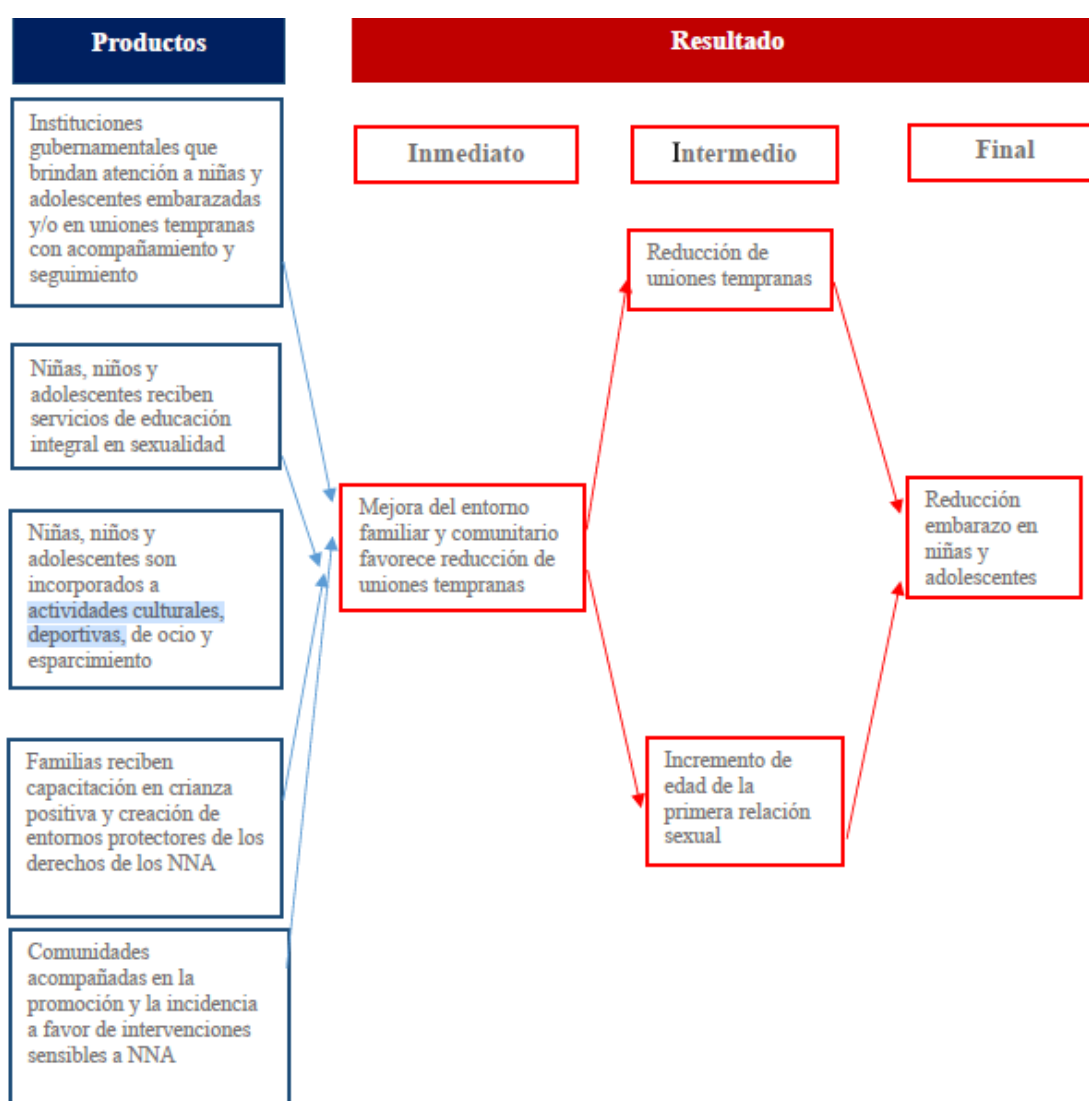 Productos
Resultado
Inmediato
Intermedio
Final
Instituciones
gubernamentales que
brindan atención a niñas y
adolescentes embarazadas
y/o en uniones tempranas
con acompañamiento y
seguimiento
Niñas, niños y
adolescentes reciben
servicios de educación
integral en sexualidad
Niñas, niños y
adolescentes son
incorporados a
actividades culturales,
deportivas, de ocio y
esparcimiento
Familias reciben
capacitación en crianza
positiva y creación de
entornos protectores de los
derechos de los NNA
Comunidades
acompañadas en la
promoción y la incidencia
a favor de intervenciones
sensibles a NNA
Mejora del entorno
familiar y comunitario
favorece reducción de
uniones tempranas
Reducción de
uniones tempranas
Incremento de
edad de la
primera relación
sexual
Reducción
embarazo en
niñas y
adolescentes